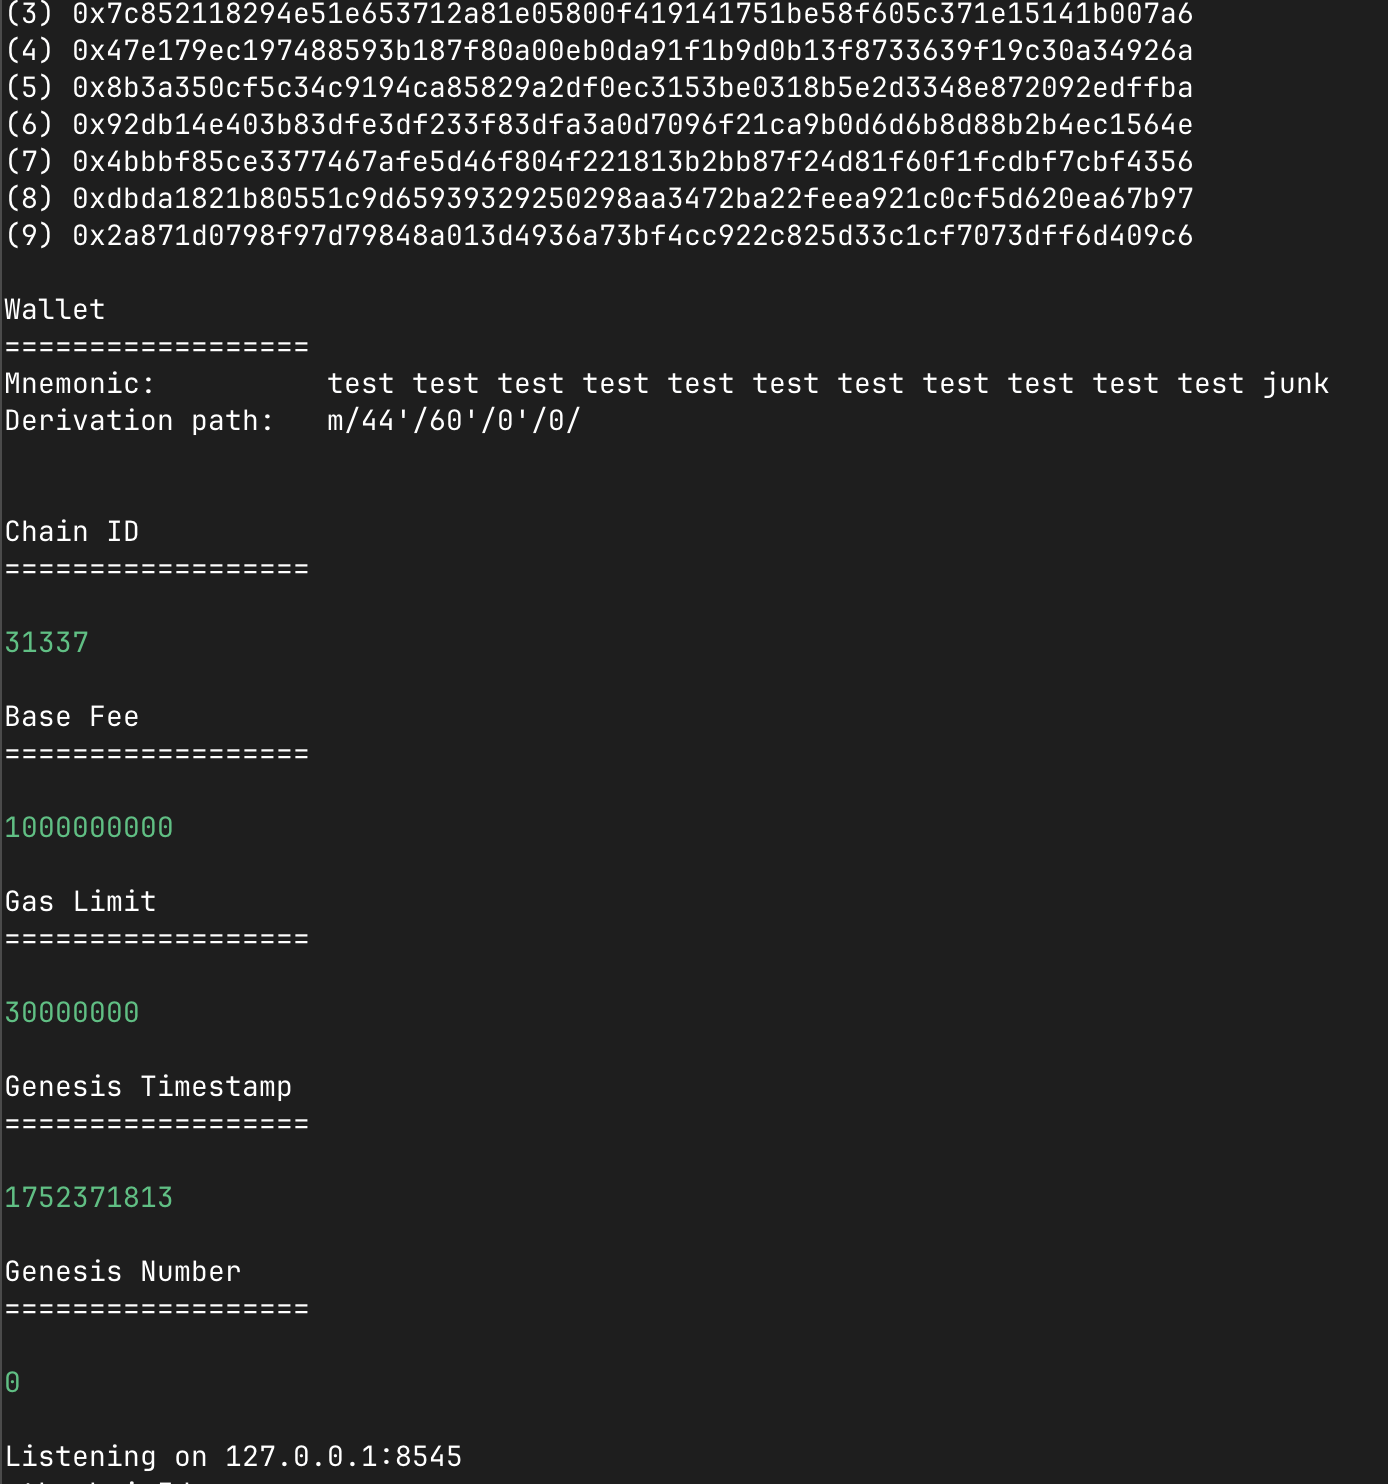 (3) 0x7c852118294e51e653712a81e05800f419141751be58f605c371e15141b007a6
(4) 0x47e179ec197488593b187f80a00eb0da91f1b9d0b13f8733639f19c30a34926a
(5) 0x8b3a350cf5c34c9194ca85829a2df0ec3153be0318b5e2d3348e872092edffba
(6) 0x92db14e403b83dfe3df233f83dfa3a0d7096f21ca9b0d6d6b8d88b2b4ec1564e
(7) 0x4bbbf85ce3377467afe5d46f804f221813b2bb87f24d81f60f1fcdbf7cbf4356
(8) 0xdbda1821b80551c9d65939329250298aa3472ba22feea921c0cf5d620ea67b97
(9) 0x2a871d0798f97d79848a013d4936a73bf4cc922c825d33c1cf7073dff6d409c6
Wallet
==================
Mnemonic:          test test test test test test test test test test test junk
Derivation path:   m/44'/60'/0'/0/
Chain ID
==================
31337
Base Fee
==================
1000000000
Gas Limit
==================
30000000
Genesis Timestamp
==================
1752371813
Genesis Number
==================
0
Listening on 127.0.0.1:8545